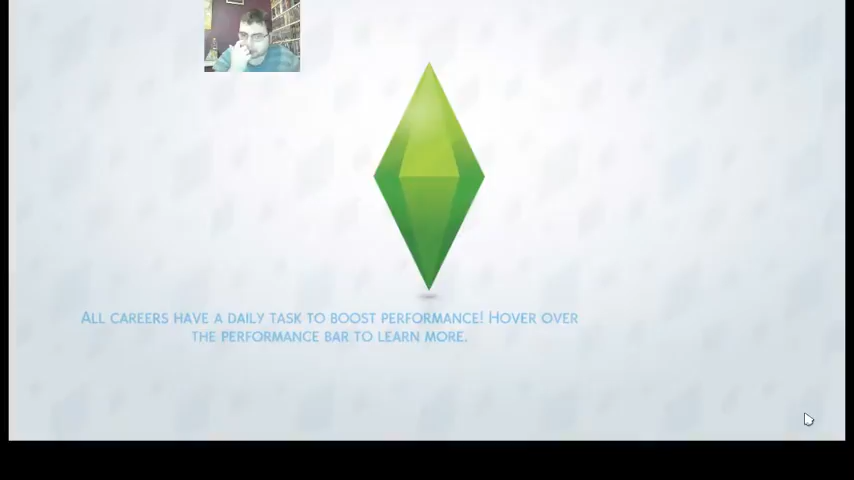 ALL CAREERS HAVE A DAILY TASK TO BOOST PERFORMANCE! HOVER OVER
THE PERFORMANCE BAR TO LEARN MORE.